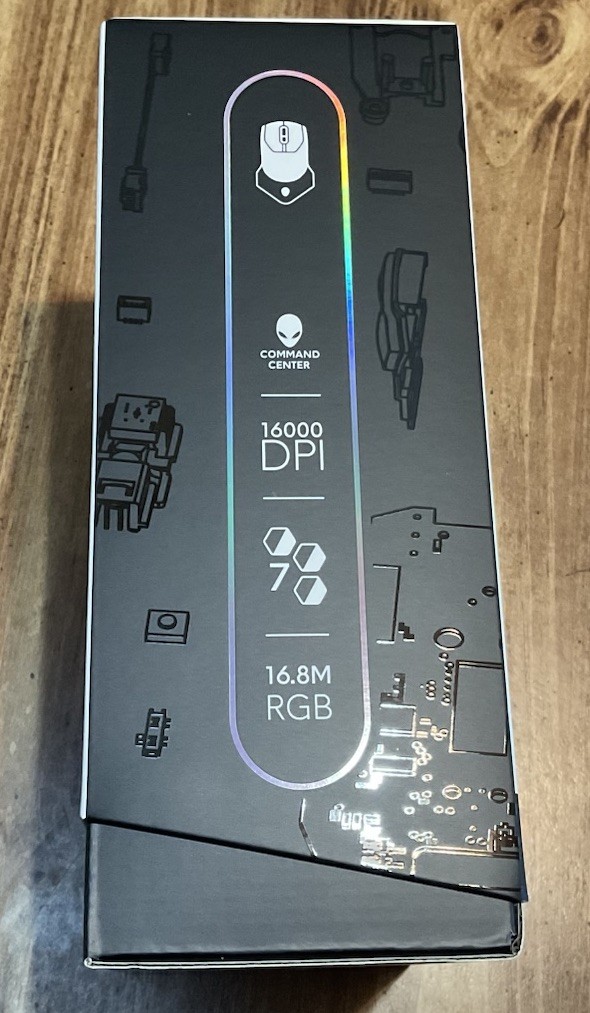 COMMAND
CENTER
16000
DPI
7
16.8M
RGB